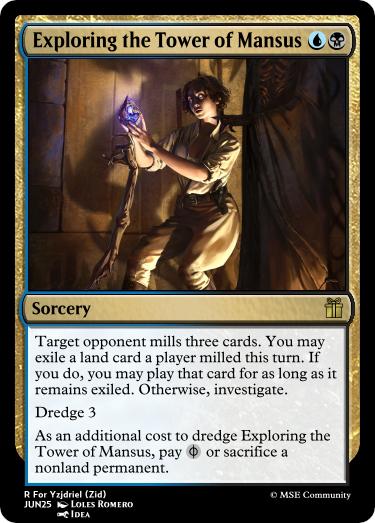 Exploring the Tower of Mansus
Sorcery
Target opponent mills three cards. You may
exile a land card a player milled this turn. If
you do, you may play that card for as long as it
remains exiled. Otherwise, investigate.
Dredge 3
As an additional cost to dredge Exploring the
Tower of Mansus, pay or sacrifice a
nonland permanent.
R For Yzjdriel (Zid)
JUN25 Loles Romero
Idea
© MSE Community